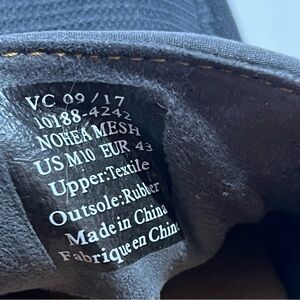 VC 09/17
10188-4242
NOHEA MESH
US M10 EUR 43
Upper:Textile
Outsole:Rubber
Made in China
Fabrique en Chine